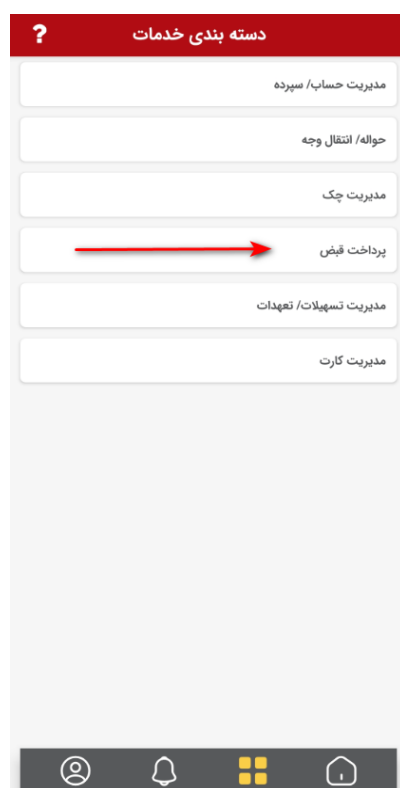 دسته بندی خدمات ?
مدیریت حساب/ سپرده
حواله/ انتقال وجه
مدیریت چک
پرداخت قبض
مدیریت تسهیلات/ تعهدات
مدیریت کارت